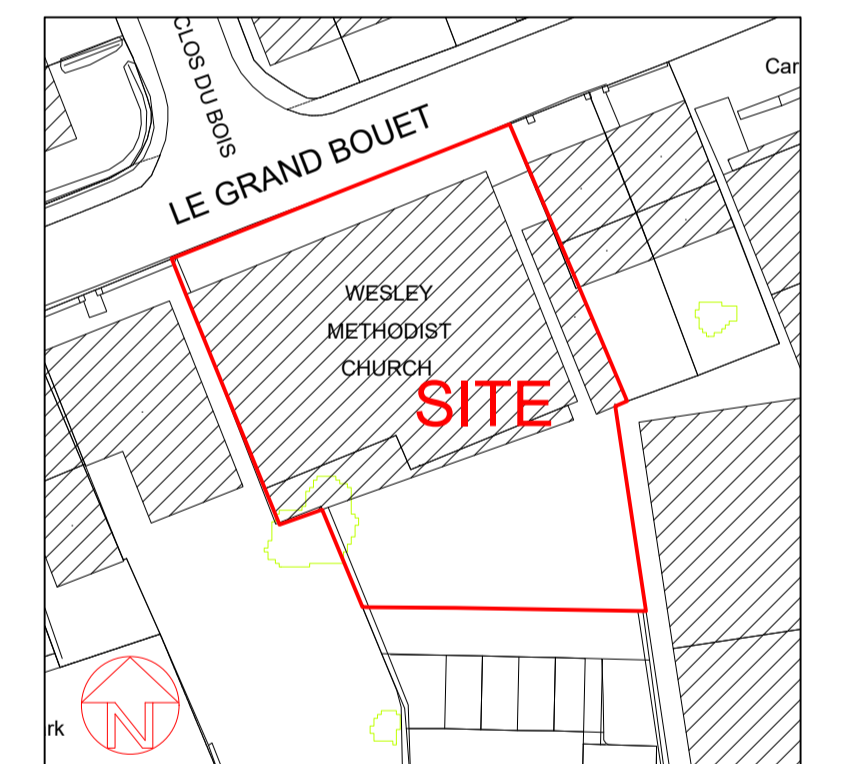 CLOS DU BOIS
Car
LE GRAND BOUET
WESLEY
METHODIST
CHURCH
SITE
rk
N